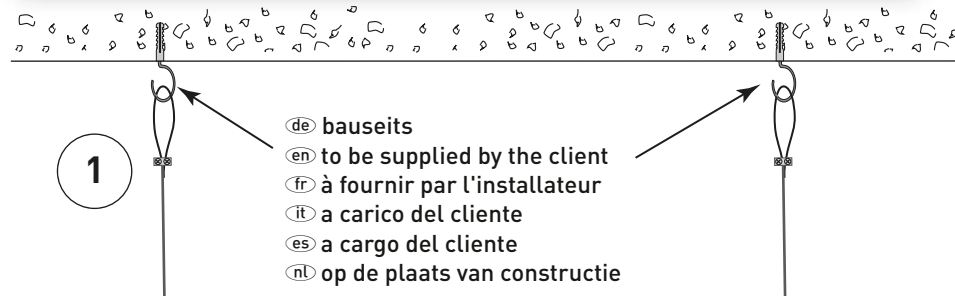 1
de bauseits
en to be supplied by the client
fr à fournir par l'installateur
it a carico del cliente
es a cargo del cliente
nl op de plaats van constructie